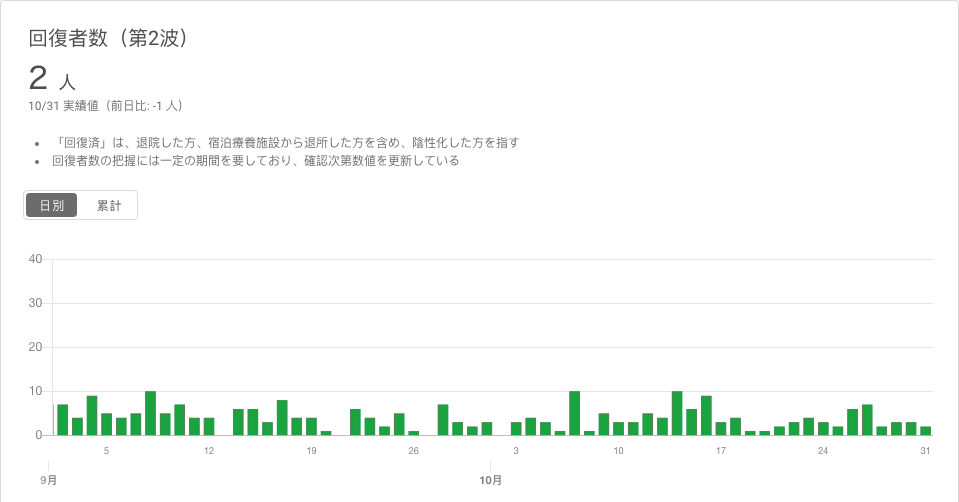 回復者数（第2波）
2 人
10/31 実績値（前日比: -1 人）
• 「回復済」は、退院した方、宿泊療養施設から退所した方を含め、陰性化した方を指す
• 回復者数の把握には一定の期間を要しており、確認次第数値を更新している
日別 累計
40
30
20
10
0
5 12 19 26 3 10 17 24 31
9月 10月